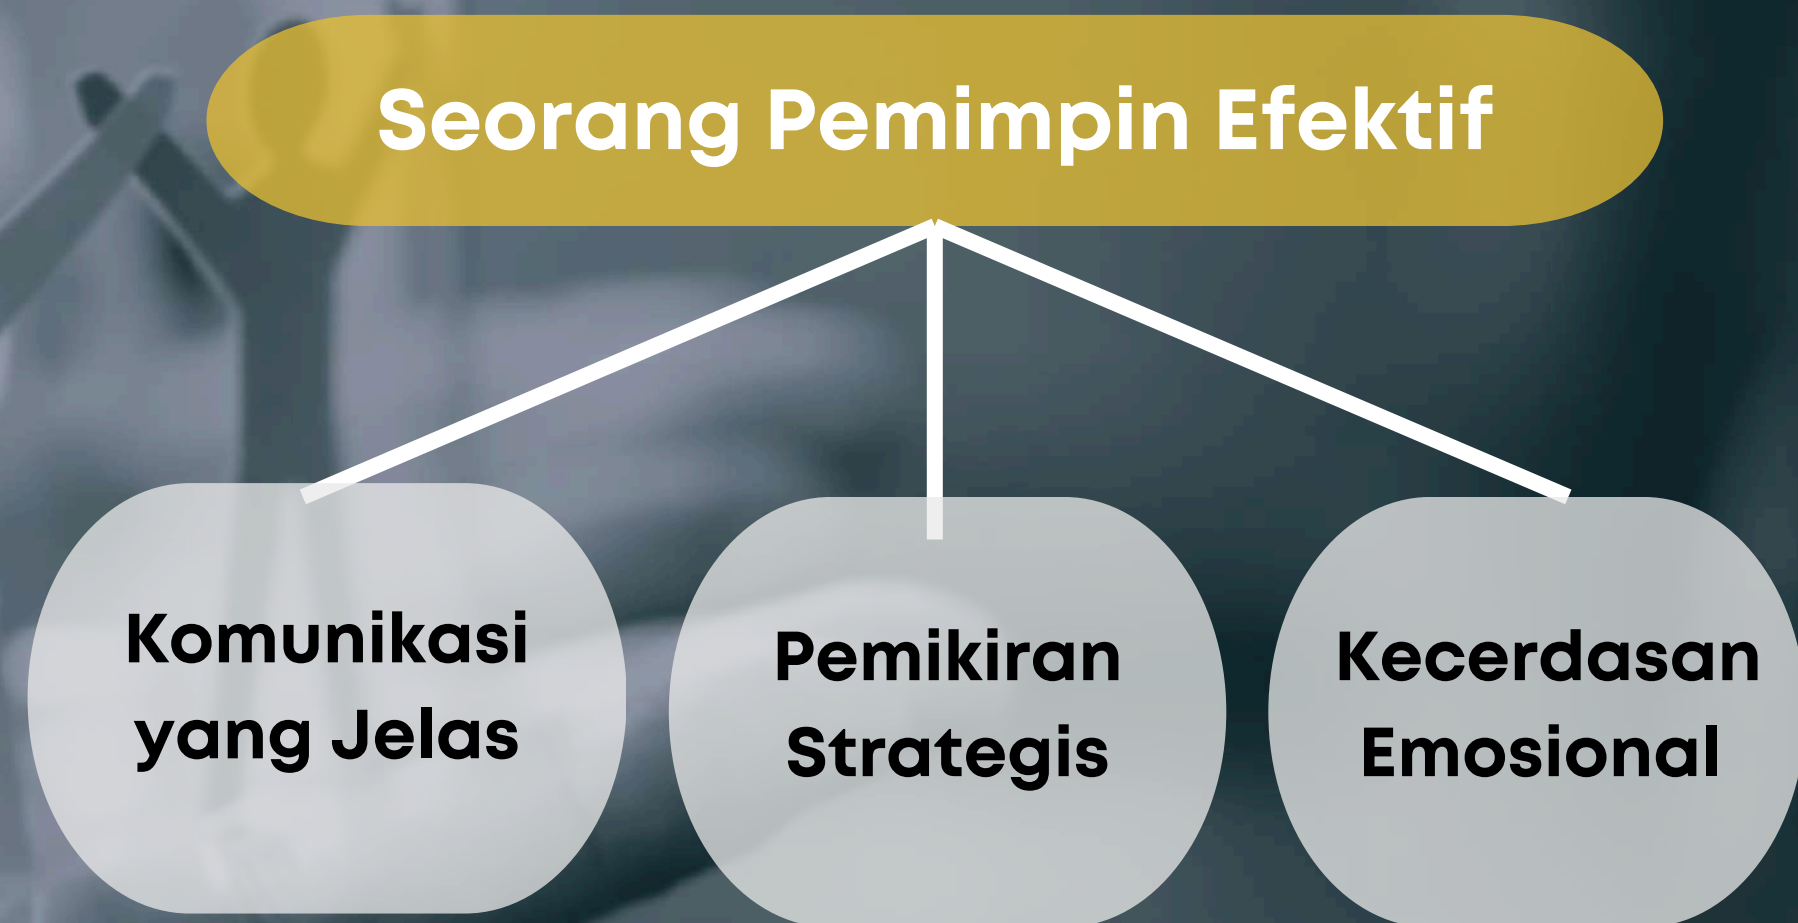 Seorang Pemimpin Efektif
Komunikasi
yang Jelas
Pemikiran
Strategis
Kecerdasan
Emosional